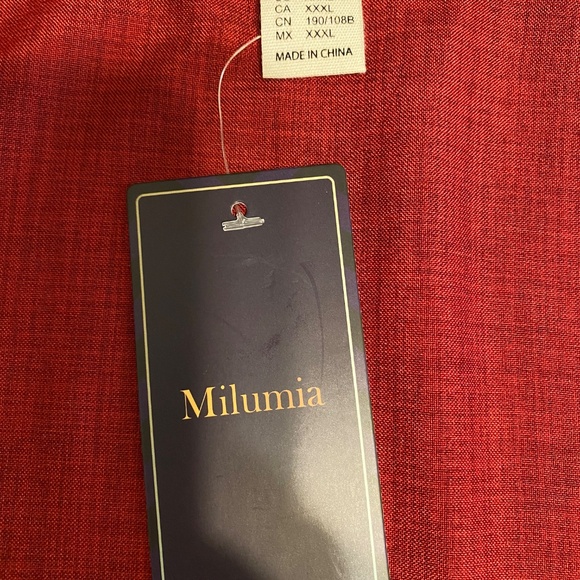 CA XXXL
CN 190/108B
MX XXXL
MADE IN CHINA
Milumia